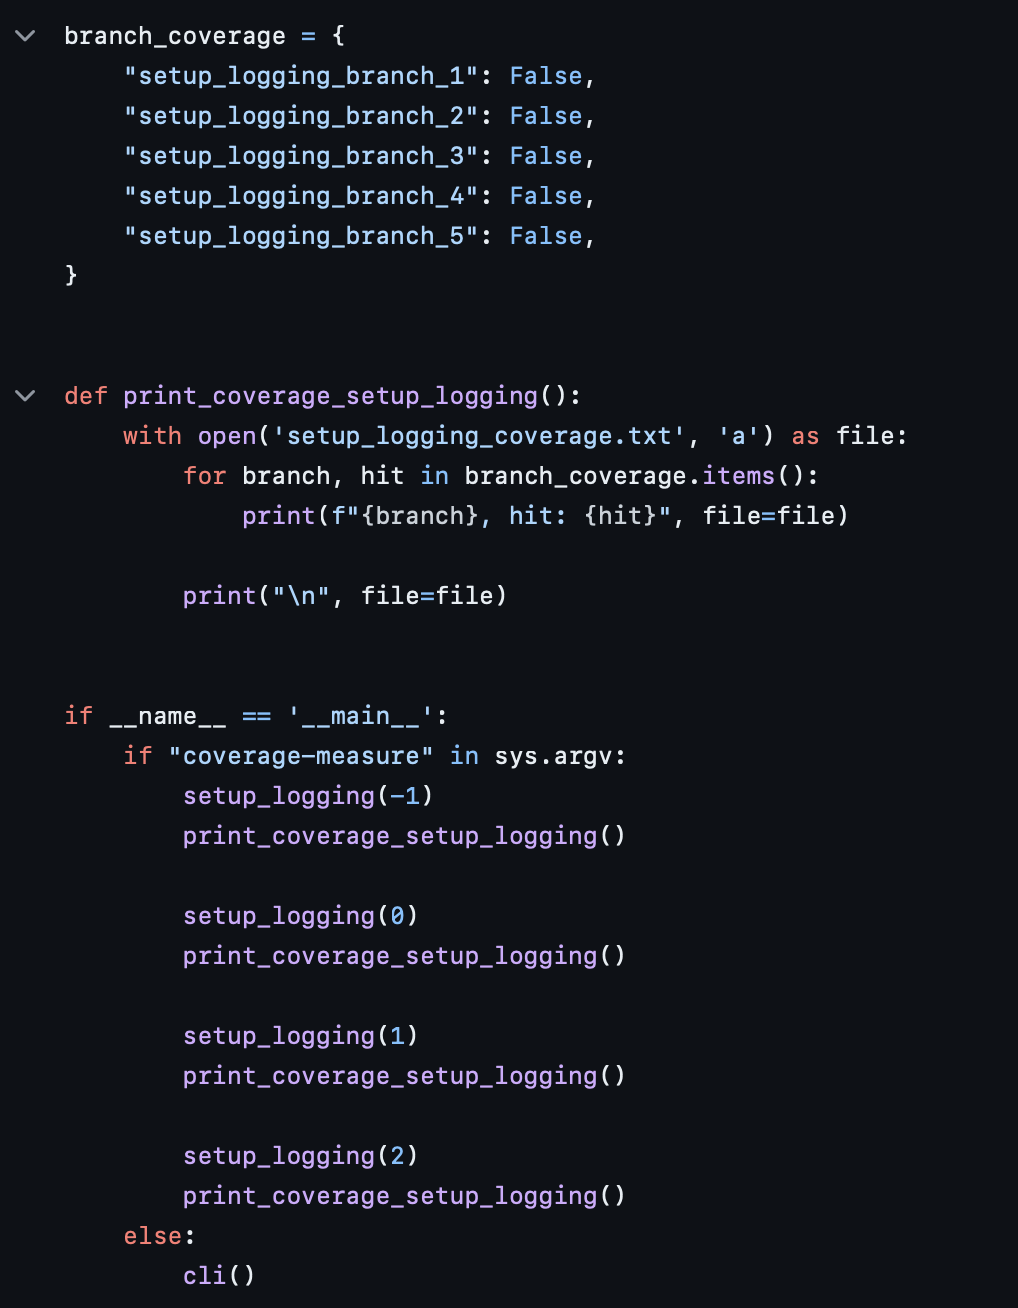 branch_coverage = {
    "setup_logging_branch_1": False,
    "setup_logging_branch_2": False,
    "setup_logging_branch_3": False,
    "setup_logging_branch_4": False,
    "setup_logging_branch_5": False,
}
def print_coverage_setup_logging():
    with open('setup_logging_coverage.txt', 'a') as file:
        for branch, hit in branch_coverage.items():
            print(f"{branch}, hit: {hit}", file=file)
        print("\n", file=file)
if __name__ == '__main__':
    if "coverage-measure" in sys.argv:
        setup_logging(-1)
        print_coverage_setup_logging()
        setup_logging(0)
        print_coverage_setup_logging()
        setup_logging(1)
        print_coverage_setup_logging()
        setup_logging(2)
        print_coverage_setup_logging()
    else:
        cli()